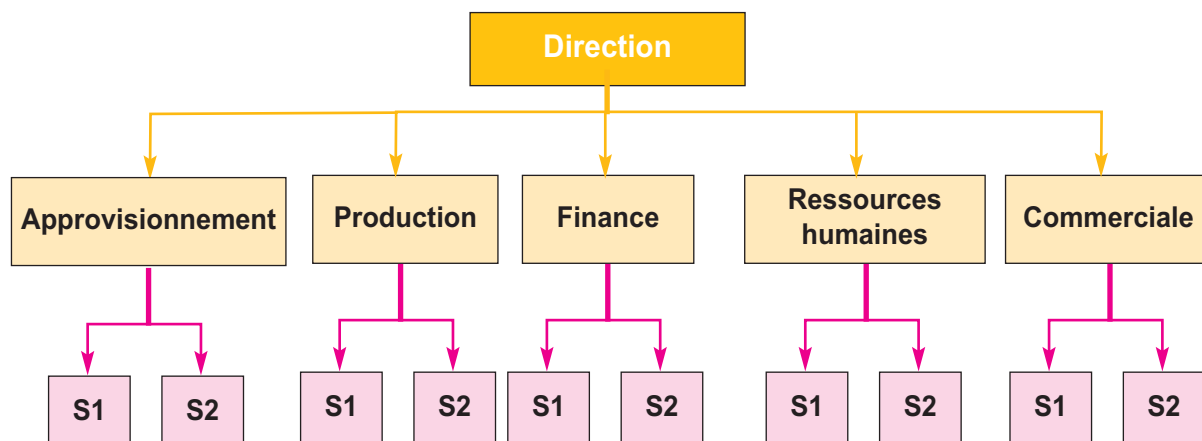 Direction
Approvisionnement
Production
Finance
Ressources
humaines
Commerciale
S1
S2
S1
S2
S1
S2
S1
S2
S1
S2